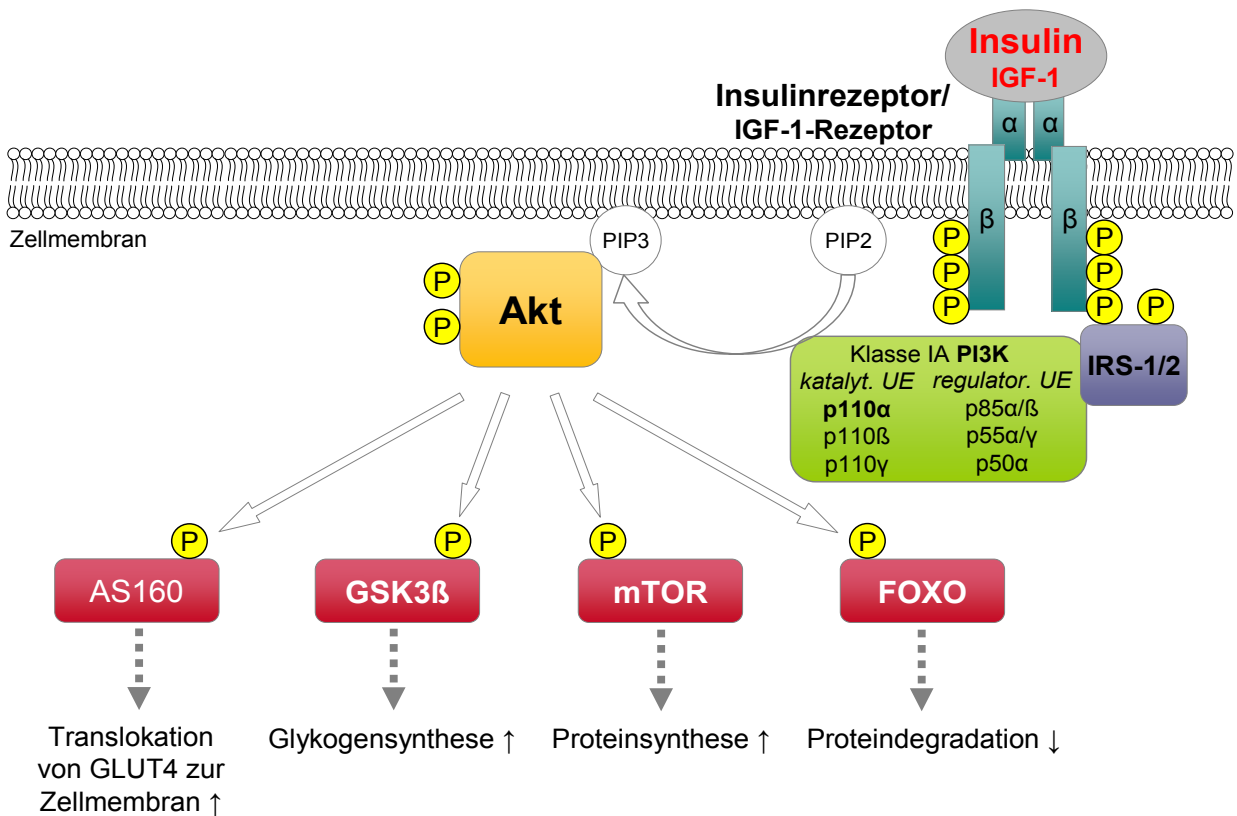 Insulin
IGF-1
Insulinrezeptor/
IGF-1-Rezeptor
α α
β β
Zellmembran
PIP3
PIP2
P
P
P
P
P
P
P
P
P
Akt
Klasse IA PI3K
katalyt. UE regulator. UE
p110α p85α/ß
p110ß p55α/γ
p110γ p50α
IRS-1/2
P
P
P
P
AS160
GSK3ß
mTOR
FOXO
Translokation
von GLUT4 zur
Zellmembran ↑
Glykogensynthese ↑
Proteinsynthese ↑
Proteindegradation ↓